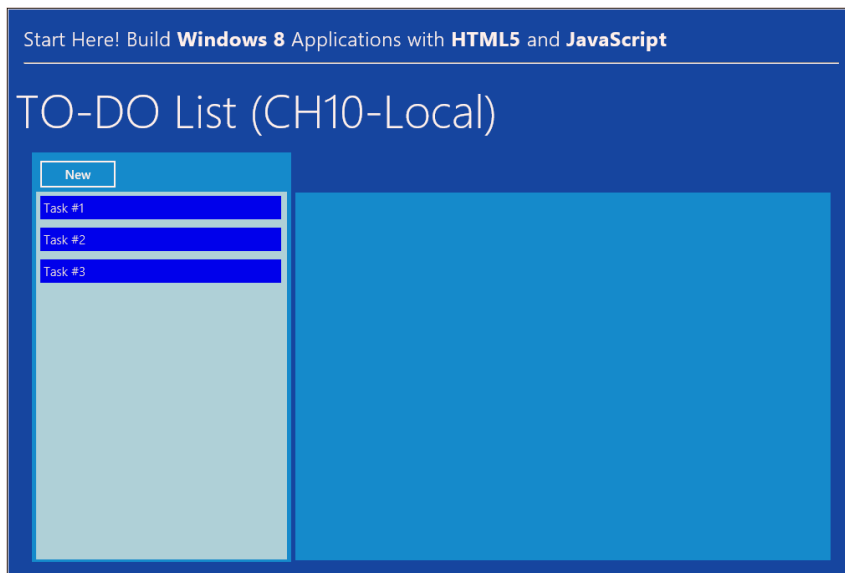 Start Here! Build Windows 8 Applications with HTML5 and JavaScript
TO-DO List (CH10-Local)
New
Task #1
Task #2
Task #3